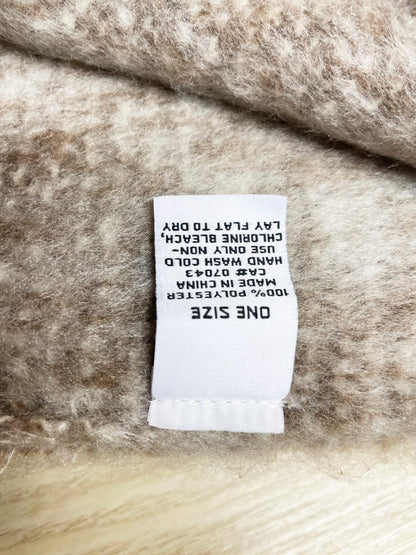 ONE SIZE
100% POLYESTER
MADE IN CHINA
CA# 07043
HAND WASH COLD
USE ONLY NON-
CHLORINE BLEACH,
LAY FLAT TO DRY